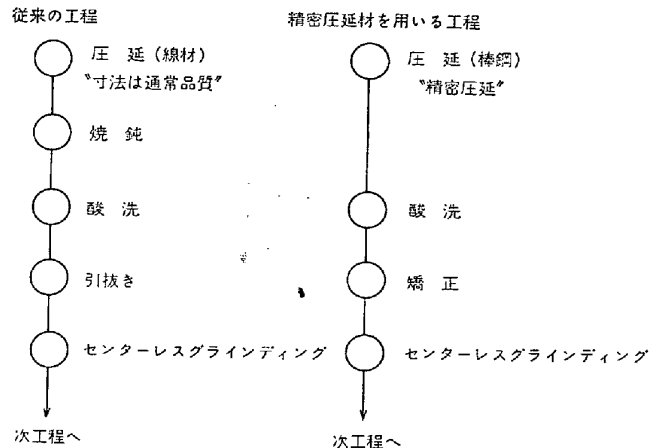 従来の工程
圧 延（線材）
〝寸法は通常品質〟
焼 鈍
酸 洗
引抜き
センターレスグラインディング
次工程へ
精密圧延材を用いる工程
圧 延（棒鋼）
〝精密圧延〟
酸 洗
矯 正
センターレスグラインディング
次工程へ